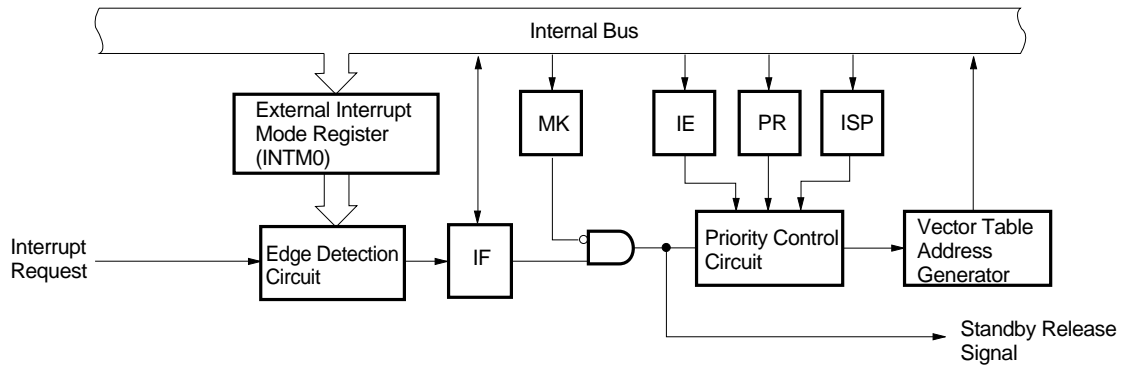 Internal Bus
External Interrupt
Mode Register
(INTM0)
MK
IE
PR
ISP
Interrupt
Request
Edge Detection
Circuit
IF
Priority Control
Circuit
Vector Table
Address
Generator
Standby Release
Signal